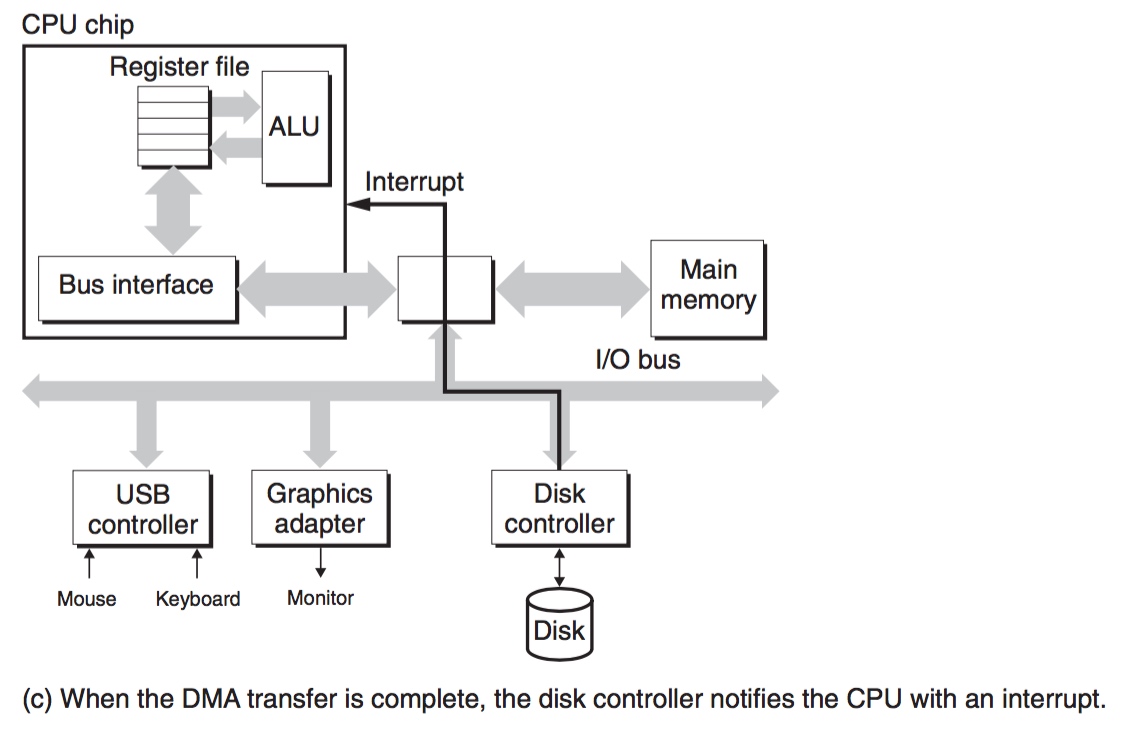 CPU chip
Register file
ALU
Interrupt
Bus interface
Main
memory
I/O bus
USB
controller
Graphics
adapter
Disk
controller
Mouse
Keyboard
Monitor
Disk
(c) When the DMA transfer is complete, the disk controller notifies the CPU with an interrupt.